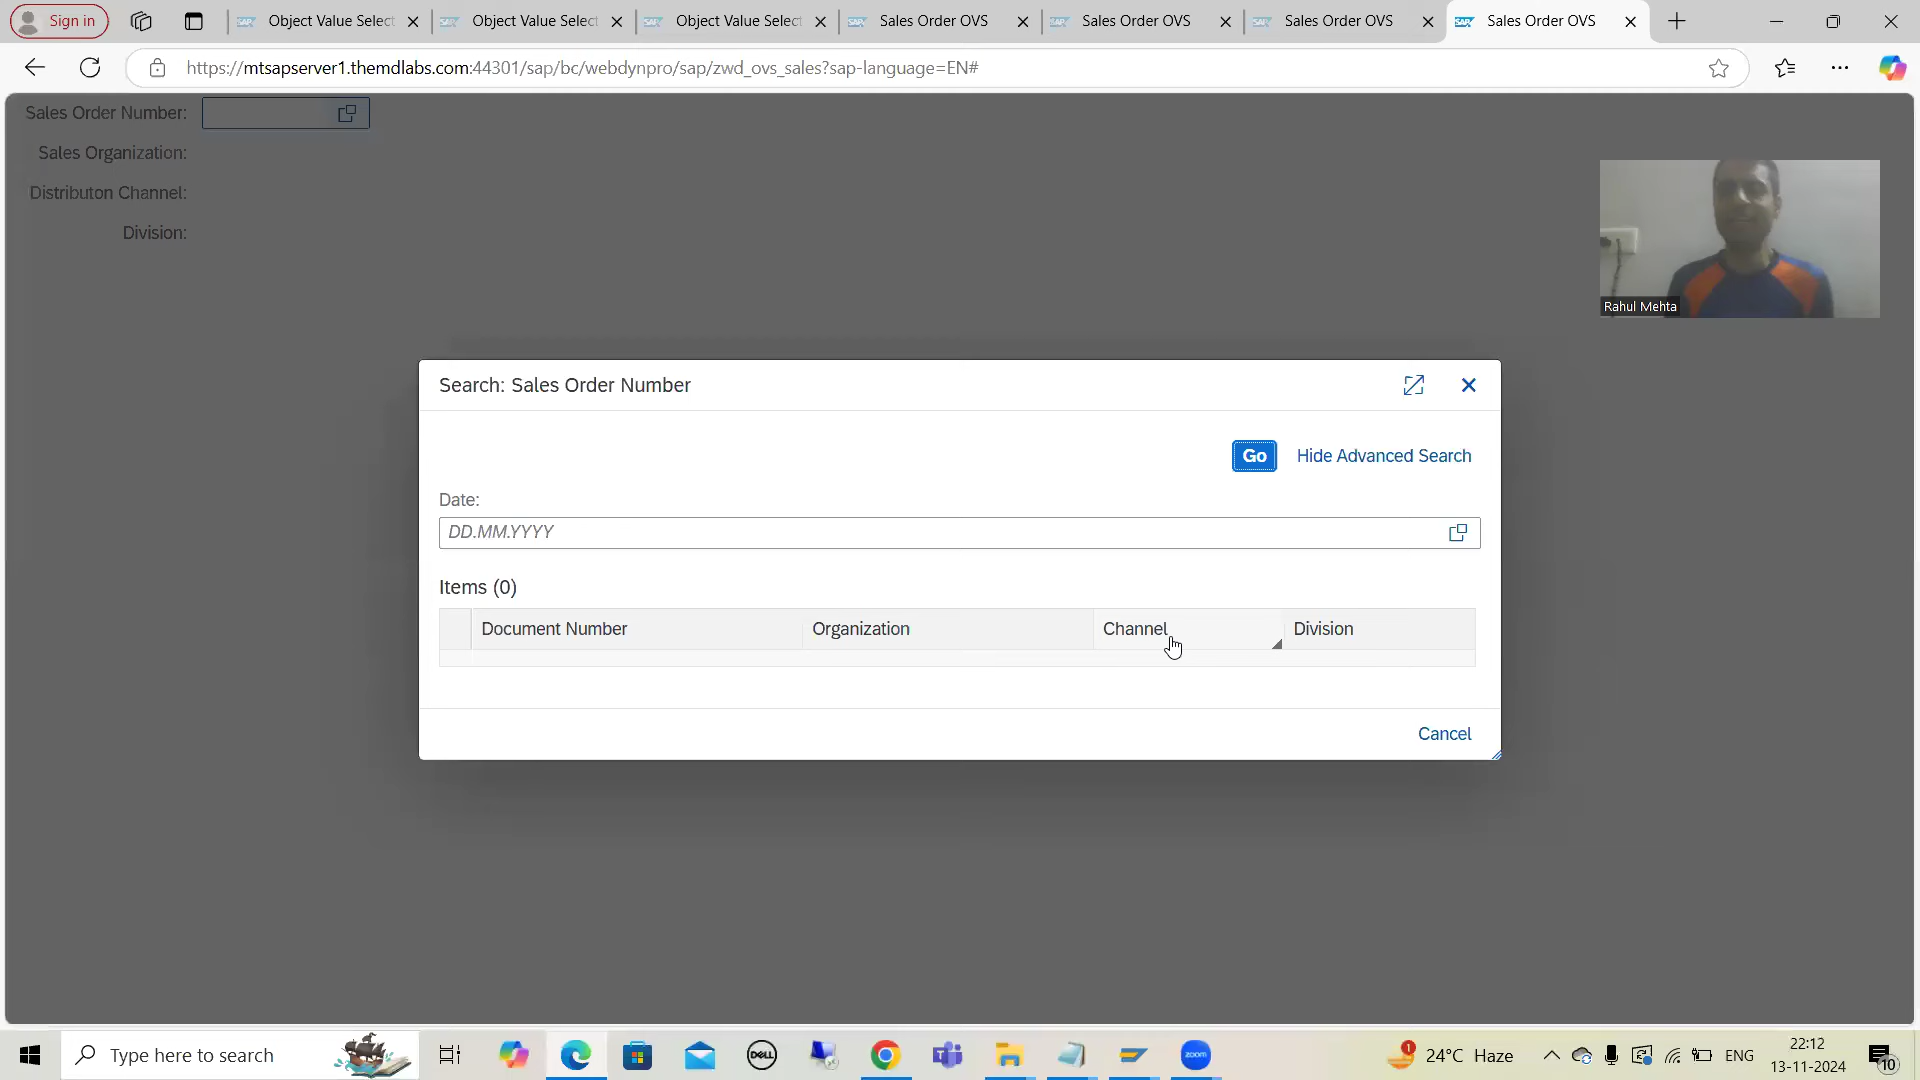 Sign in
Object Value Select
Object Value Select
Object Value Select
Sales Order OVS
Sales Order OVS
Sales Order OVS
Sales Order OVS
https://mtsapserver1.themdlabs.com:44301/sap/bc/webdynpro/sap/zwd_ovs_sales?sap-language=EN#
Sales Order Number:
Sales Organization:
Distributon Channel:
Division:
Rahul Mehta
Search: Sales Order Number
Go
Hide Advanced Search
Date:
DD.MM.YYYY
Items (0)
Document Number
Organization
Channel
Division
Cancel
Type here to search
DELL
zoom
1
24°C Haze
ENG
22:12
13-11-2024
10